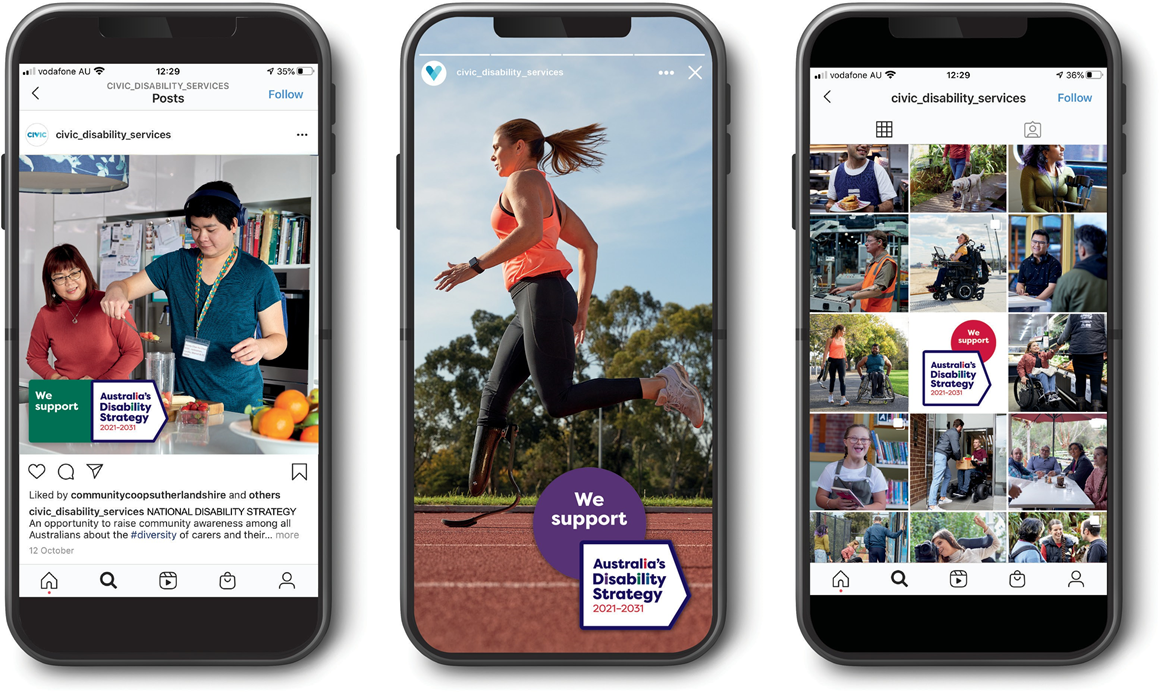 vodafone AU
12:29
35%
CIVIC_DISABILITY_SERVICES
Posts
Follow
CIVIC
civic_disability_services
We
support
Australia's
Disability
Strategy
2021–2031
Liked by communitycoopsutherlandshire and others
civic_disability_services NATIONAL DISABILITY STRATEGY
An opportunity to raise community awareness among all
Australians about the #diversity of carers and their... more
12 October
civic_disability_services
We
support
Australia's
Disability
Strategy
2021–2031
vodafone AU
12:29
36%
civic_disability_services
Follow
We
support
Australia's
Disability
Strategy
2021–2031